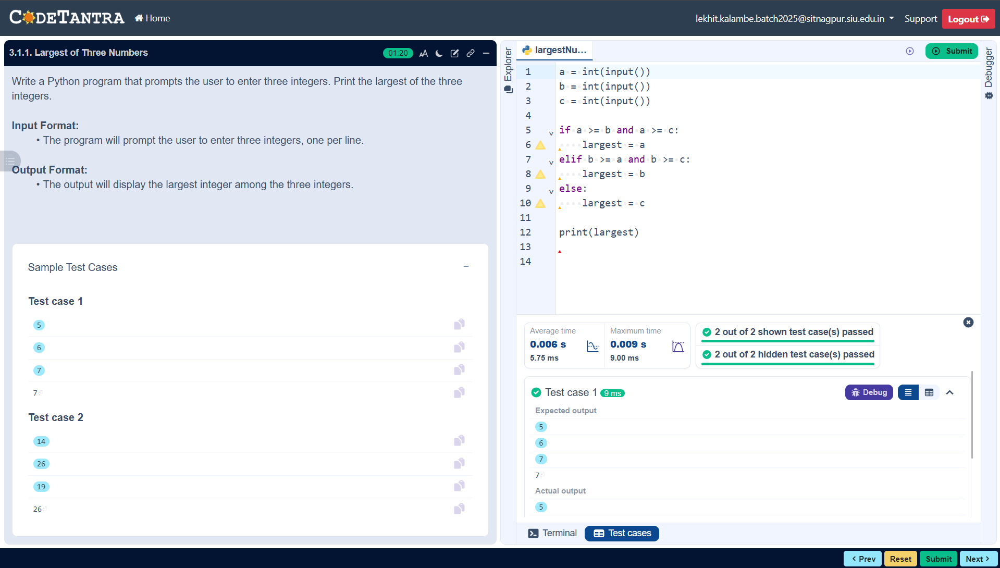 CODETANTRA Home
lekhit.kalambe.batch2025@sitnagpur.siu.edu.in Support Logout
3.1.1. Largest of Three Numbers
01:20 AA
Write a Python program that prompts the user to enter three integers. Print the largest of the three
integers.
Input Format:
• The program will prompt the user to enter three integers, one per line.
Output Format:
• The output will display the largest integer among the three integers.
Sample Test Cases
Test case 1
5
6
7
7
Test case 2
14
26
19
26
Explorer
largestNu...
Submit
Debugger
1 a = int(input())
2 b = int(input())
3 c = int(input())
4
5 if a >= b and a >= c:
6     largest = a
7 elif b >= a and b >= c:
8     largest = b
9 else:
10     largest = c
11
12 print(largest)
13
14
Average time
0.006 s
5.75 ms
Maximum time
0.009 s
9.00 ms
2 out of 2 shown test case(s) passed
2 out of 2 hidden test case(s) passed
Test case 1 9 ms
Debug
Expected output
5
6
7
7
Actual output
5
Terminal Test cases
< Prev Reset Submit Next >